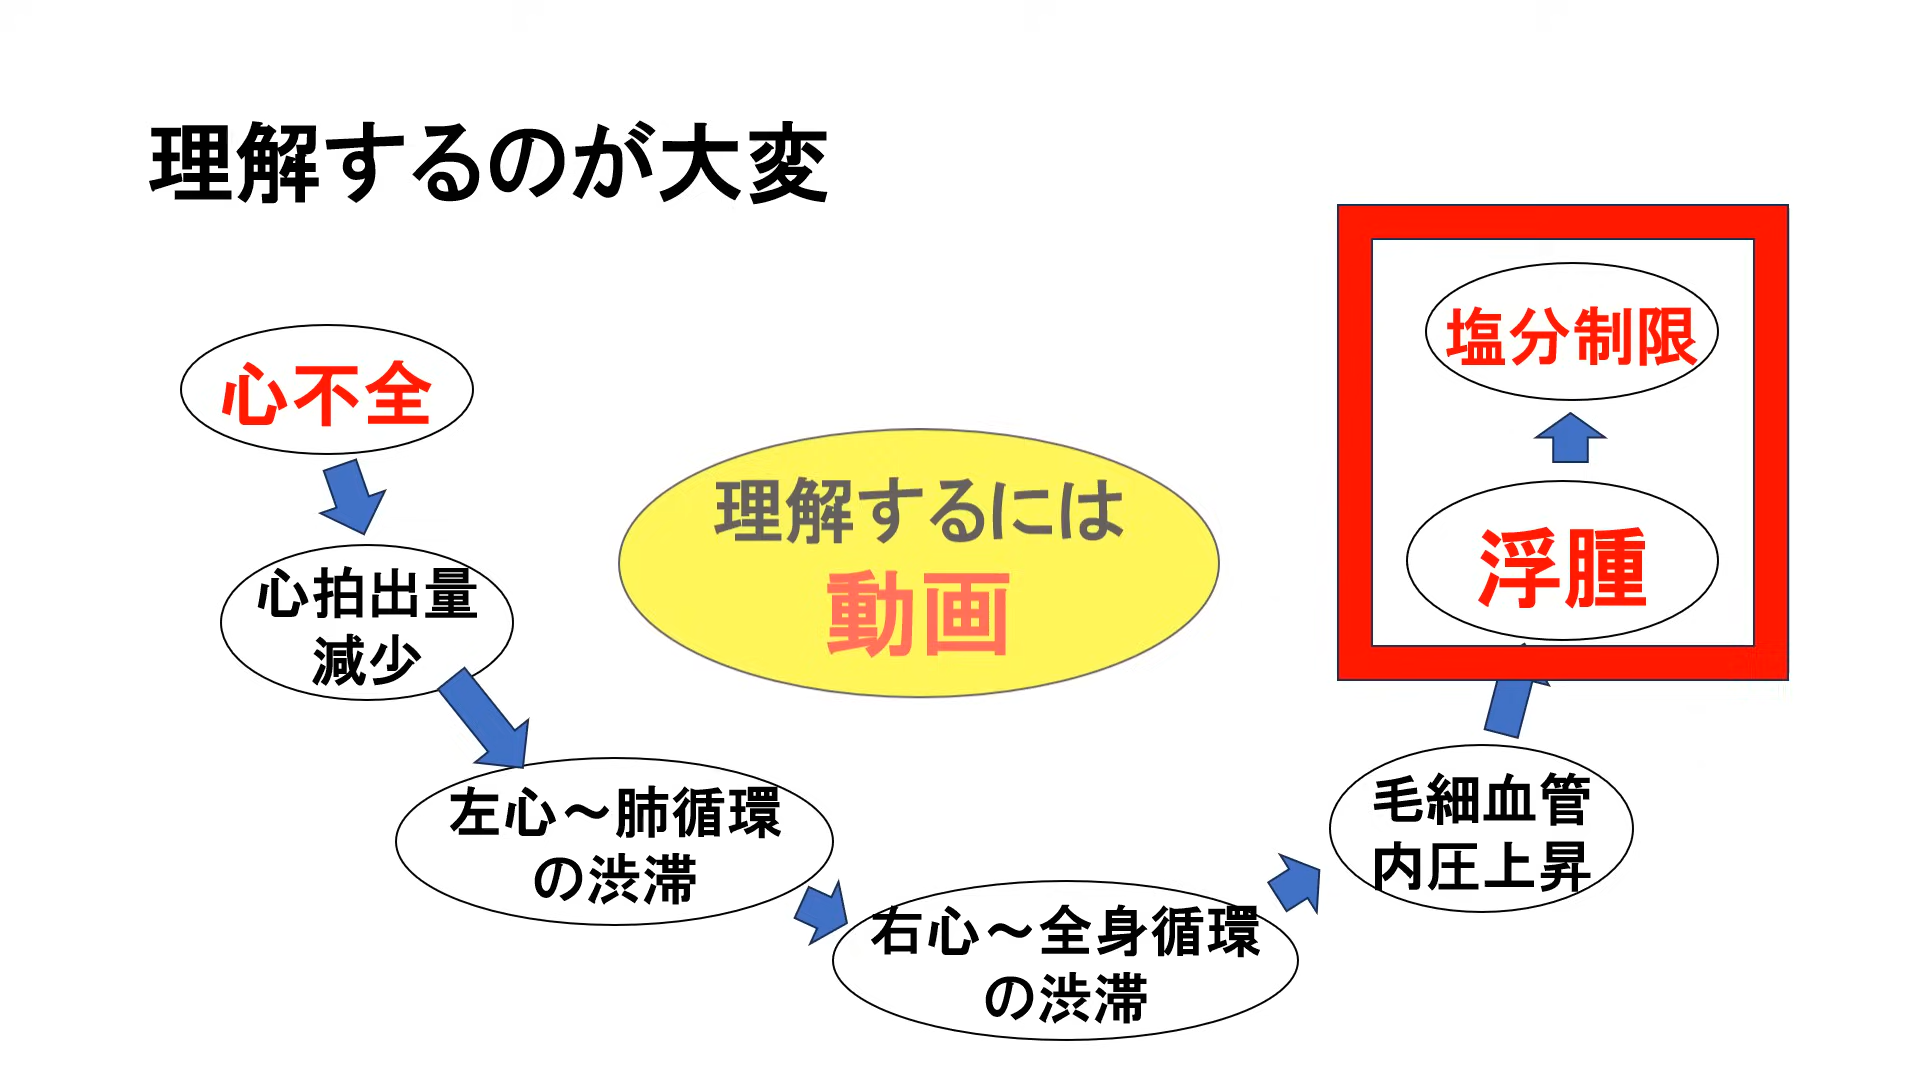 理解するのが大変
心不全
心拍出量
減少
左心～肺循環
の渋滞
右心～全身循環
の渋滞
毛細血管
内圧上昇
浮腫
塩分制限
理解するには
動画